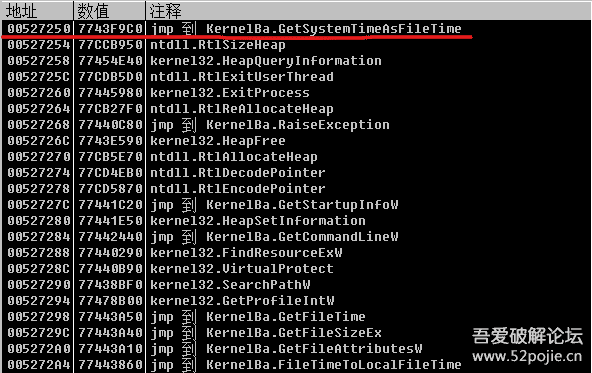 地址 数值 注释
00527250 7743F9C0 jmp 到 KernelBa.GetSystemTimeAsFileTime
00527254 77CCB950 ntdll.RtlSizeHeap
00527258 77454E40 kernel32.HeapQueryInformation
0052725C 77CDB5D0 ntdll.RtlExitUserThread
00527260 77445980 kernel32.ExitProcess
00527264 77CB27F0 ntdll.RtlReAllocateHeap
00527268 77440C80 jmp 到 KernelBa.RaiseException
0052726C 7743E590 kernel32.HeapFree
00527270 77CB5E70 ntdll.RtlAllocateHeap
00527274 77CD4EB0 ntdll.RtlDecodePointer
00527278 77CD5870 ntdll.RtlEncodePointer
0052727C 77441C20 jmp 到 KernelBa.GetStartupInfoW
00527280 77441E50 kernel32.HeapSetInformation
00527284 77442440 jmp 到 KernelBa.GetCommandLineW
00527288 77440290 kernel32.FindResourceExW
0052728C 77440B90 kernel32.VirtualProtect
00527290 77438BF0 kernel32.SearchPathW
00527294 77478B00 kernel32.GetProfileIntW
00527298 77443A50 jmp 到 KernelBa.GetFileTime
0052729C 77443A40 jmp 到 KernelBa.GetFileSizeEx
005272A0 77443A10 jmp 到 KernelBa.GetFileAttributesW
005272A4 77443860 jmp 到 KernelBa.FileTimeToLocalFileTime
吾爱破解论坛
www.52pojie.cn